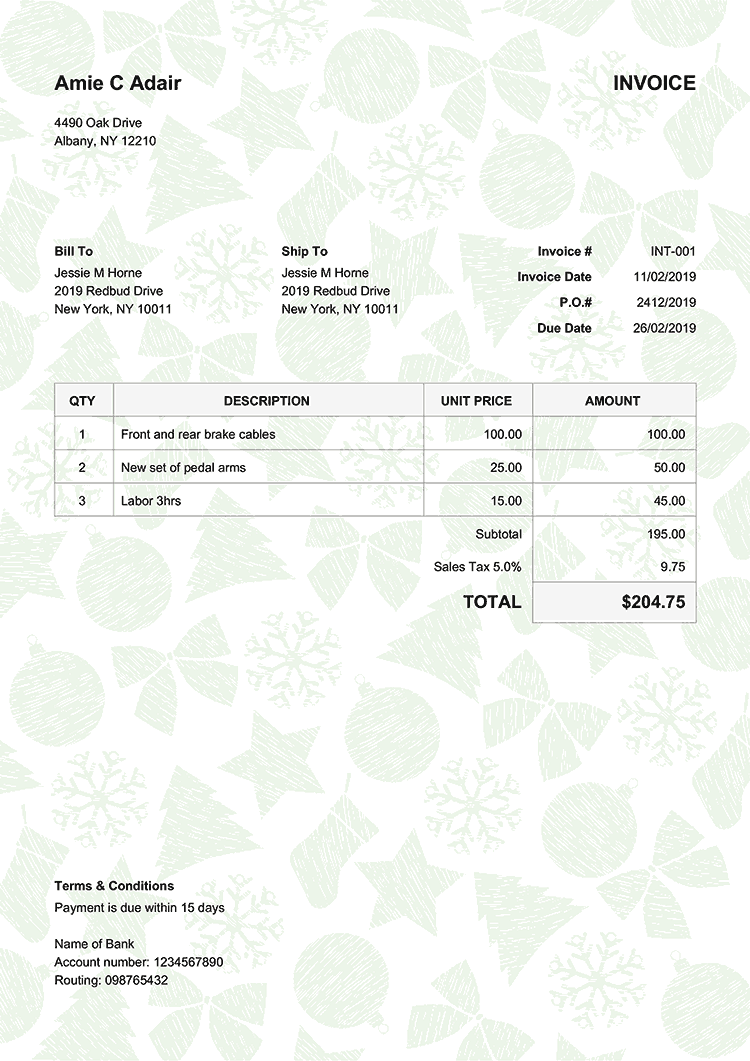 Amie C Adair
INVOICE
4490 Oak Drive
Albany, NY 12210
Bill To
Jessie M Horne
2019 Redbud Drive
New York, NY 10011
Ship To
Jessie M Horne
2019 Redbud Drive
New York, NY 10011
Invoice # INT-001
Invoice Date 11/02/2019
P.O.# 2412/2019
Due Date 26/02/2019
QTY DESCRIPTION UNIT PRICE AMOUNT
1 Front and rear brake cables 100.00 100.00
2 New set of pedal arms 25.00 50.00
3 Labor 3hrs 15.00 45.00
Subtotal 195.00
Sales Tax 5.0% 9.75
TOTAL $204.75
Terms & Conditions
Payment is due within 15 days
Name of Bank
Account number: 1234567890
Routing: 098765432